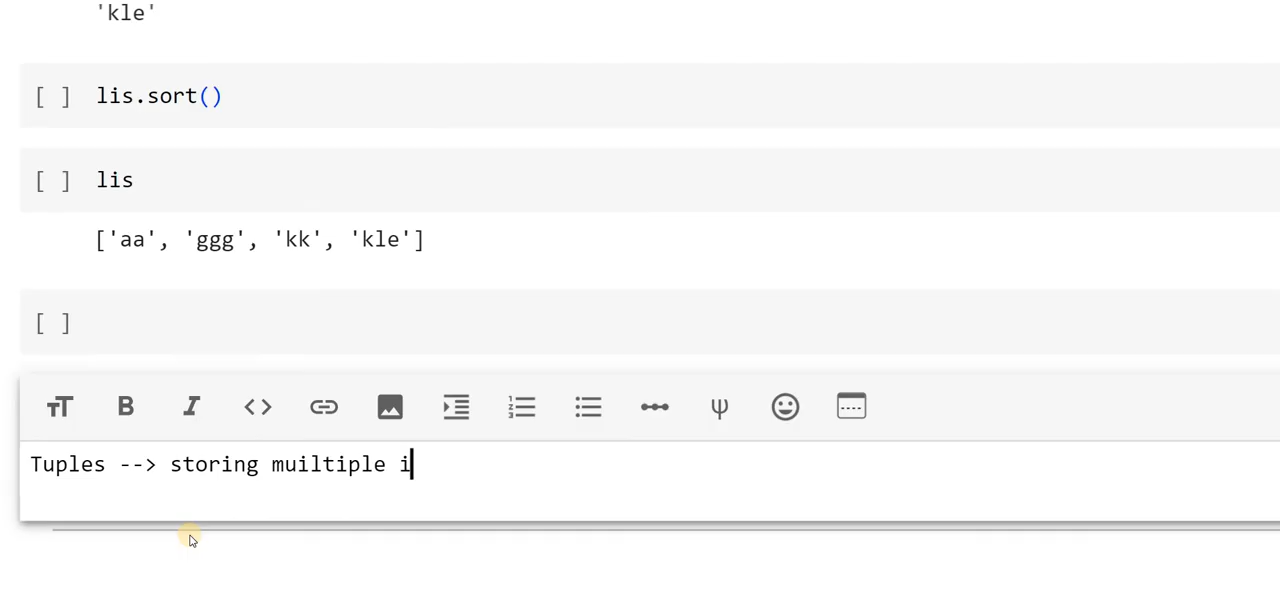 'kle'
[ ] lis.sort()
[ ] lis
['aa', 'ggg', 'kk', 'kle']
[ ]
Tuples --> storing muiltiple i